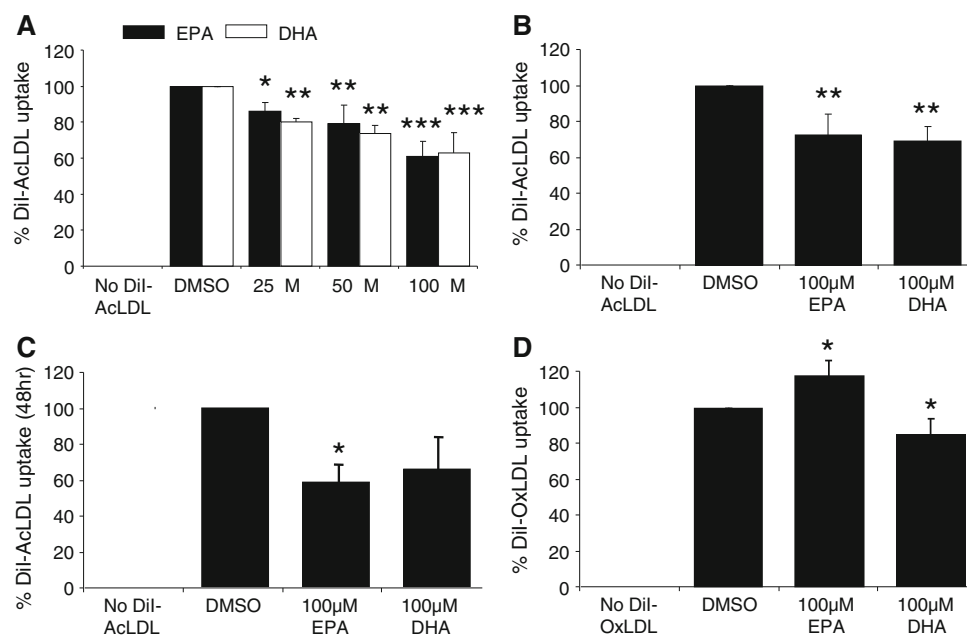 A
EPA DHA
% DiI-AcLDL uptake
120
100
80
60
40
20
0
* ** ** ** *** ***
No DiI-
AcLDL
DMSO
25 M
50 M
100 M
B
% DiI-AcLDL uptake
120
100
80
60
40
20
0
** **
No DiI-
AcLDL
DMSO
100µM
EPA
100µM
DHA
C
% DiI-AcLDL uptake (48hr)
120
100
80
60
40
20
0
*
No DiI-
AcLDL
DMSO
100µM
EPA
100µM
DHA
D
% DiI-OxLDL uptake
120
100
80
60
40
20
0
* *
No DiI-
OxLDL
DMSO
100µM
EPA
100µM
DHA